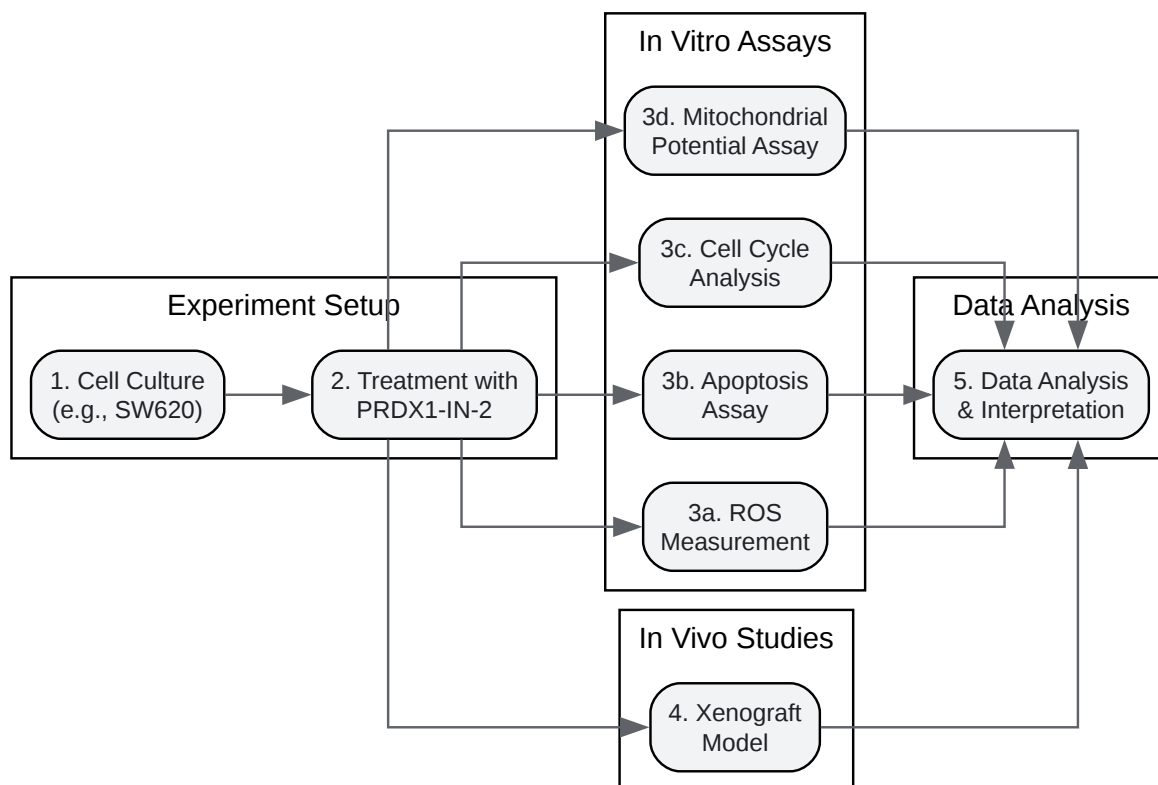 In Vitro Assays
3d. Mitochondrial
Potential Assay
3c. Cell Cycle
Analysis
Experiment Setup
Data Analysis
1. Cell Culture
(e.g., SW620)
2. Treatment with
PRDX1-IN-2
3b. Apoptosis
Assay
5. Data Analysis
& Interpretation
3a. ROS
Measurement
In Vivo Studies
4. Xenograft
Model